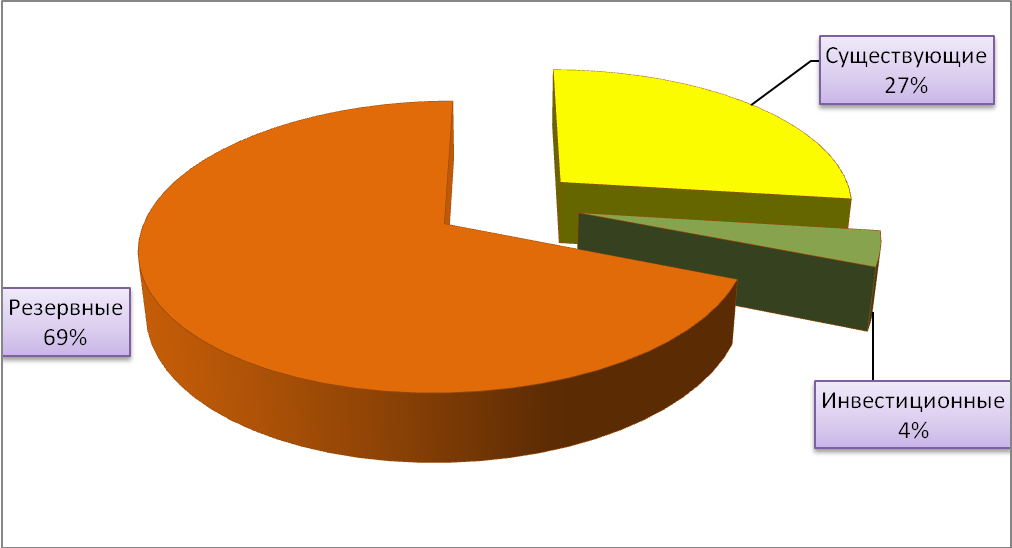 Существующие
27%
Резервные
69%
Инвестиционные
4%